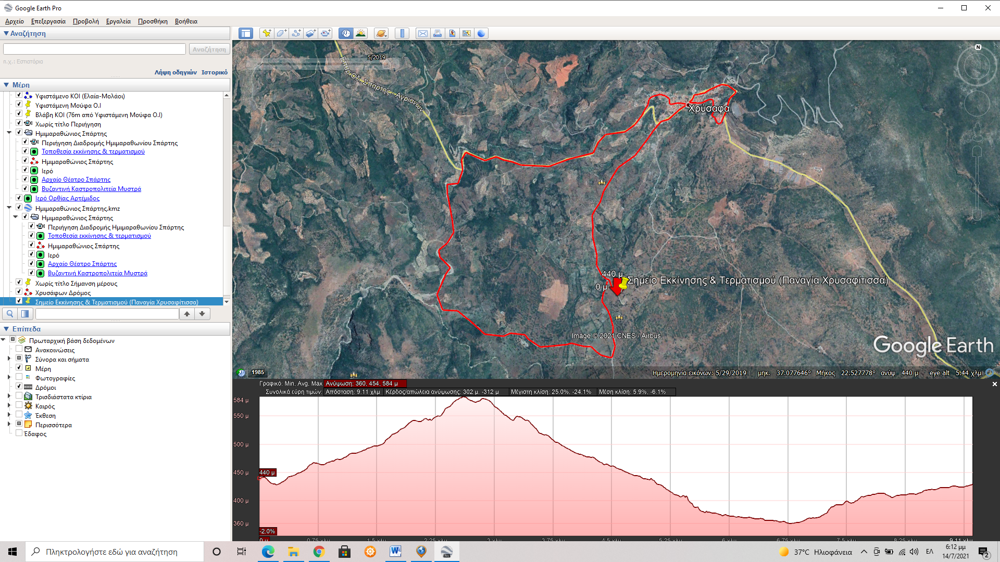 Google Earth Pro
Αρχείο Επεξεργασία Προβολή Εργαλεία Προσθήκη Βοήθεια
Αναζήτηση
Αναζήτηση
π.χ.: Εστιατόρια
Λήψη οδηγιών Ιστορικό
Μέρη
Υφιστάμενο ΚΟΙ (Ελαία-Μολάοι)
Υφιστάμενη Μούφα Ο.Ι
Βλάβη ΚΟΙ (76m από Υφιστάμενη Μούφα Ο.Ι)
Χωρίς τίτλο Περιήγηση
Ημιμαραθώνιος Σπάρτης
Περιήγηση Διαδρομής Ημιμαραθωνίου Σπάρτης
Τοποθεσία εκκίνησης & τερματισμού
Ημιμαραθώνιος Σπάρτης
Ιερό
Αρχαίο Θέατρο Σπάρτης
Βυζαντινή Καστροπολιτεία Μυστρά
Ιερό Ορθίας Αρτέμιδος
Ημιμαραθώνιος Σπάρτης.kmz
Ημιμαραθώνιος Σπάρτης
Περιήγηση Διαδρομής Ημιμαραθωνίου Σπάρτης
Τοποθεσία εκκίνησης & τερματισμού
Ημιμαραθώνιος Σπάρτης
Ιερό
Αρχαίο Θέατρο Σπάρτης
Βυζαντινή Καστροπολιτεία Μυστρά
Χωρίς τίτλο Σήμανση μέρους
Χρυσάφων Δρόμος
Σημείο Εκκίνησης & Τερματισμού (Παναγία Χρυσαφίτισσα)
Επίπεδα
Πρωταρχική βάση δεδομένων
Ανακοινώσεις
Σύνορα και σήματα
Μέρη
Φωτογραφίες
Δρόμοι
Τρισδιάστατα κτίρια
Καιρός
Έκθεση
Περισσότερα
Έδαφος
5/2019
N
Επαρ.Οδ. Σπάρτης - Αγριάνων
Χρύσαφα
440 μ
0 μ
Σημείο Εκκίνησης & Τερματισμού (Παναγία Χρυσαφίτισσα)
Image © 2021 CNES / Airbus
Google Earth
1985
Ημερομηνία εικόνων: 5/29/2019 μηκ. 37.077646° Μήκος 22.527778° ανύψ 440 μ eye alt 5.44 χλμ
Γραφικό: Min, Avg, Max Ανύψωση: 360, 454, 584 μ
Συνολικά εύρη τιμών: Απόσταση: 9.11 χλμ Κέρδος/απώλεια ανύψωσης: 302 μ, -312 μ Μέγιστη κλίση: 25.0%, -24.1% Μέση κλίση: 5.9%, -6.1%
584 μ
550 μ
500 μ
450 μ
440 μ
400 μ
360 μ
-2.0%
0 μ 0.75 χλμ 1.5 χλμ 2.25 χλμ 3 χλμ 3.75 χλμ 4.5 χλμ 5.25 χλμ 6 χλμ 6.75 χλμ 7.5 χλμ 8.25 χλμ 9.11 χλμ
Πληκτρολογήστε εδώ για αναζήτηση
37°C Ηλιοφάνεια
ΕΛ
6:12 μμ
14/7/2021
2